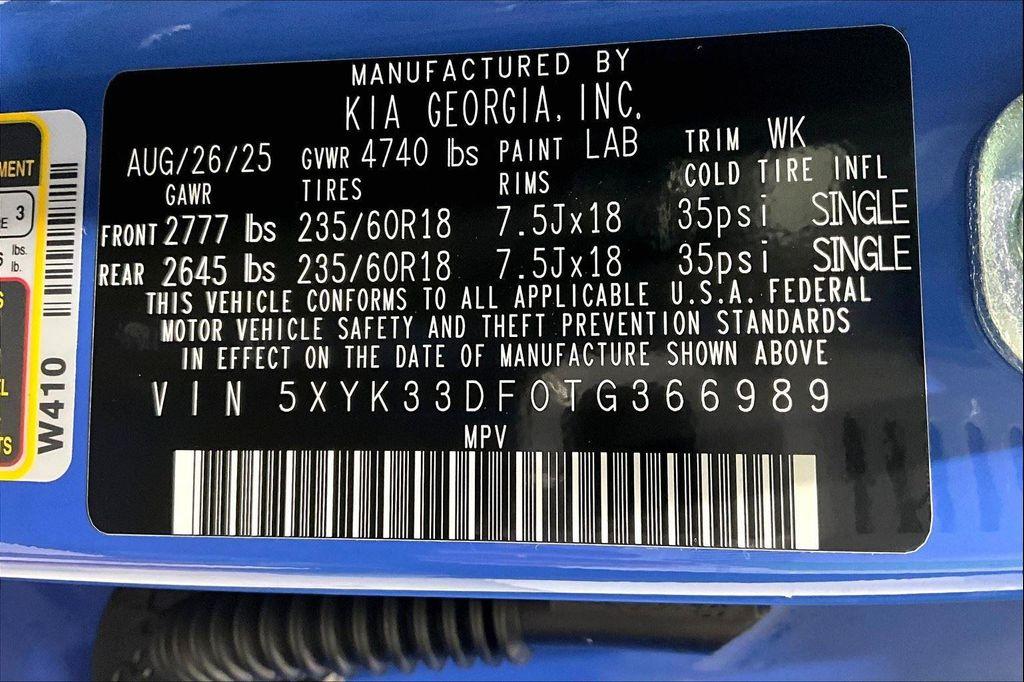 MANUFACTURED BY
KIA GEORGIA, INC.
AUG/26/25 GVWR 4740 lbs PAINT LAB TRIM WK
GAWR TIRES RIMS COLD TIRE INFL
FRONT 2777 lbs 235/60R18 7.5Jx18 35psi SINGLE
REAR 2645 lbs 235/60R18 7.5Jx18 35psi SINGLE
THIS VEHICLE CONFORMS TO ALL APPLICABLE U.S.A. FEDERAL
MOTOR VEHICLE SAFETY AND THEFT PREVENTION STANDARDS
IN EFFECT ON THE DATE OF MANUFACTURE SHOWN ABOVE
VIN 5XYK33DF0TG366989
MPV
W410
3
lbs.
lb.